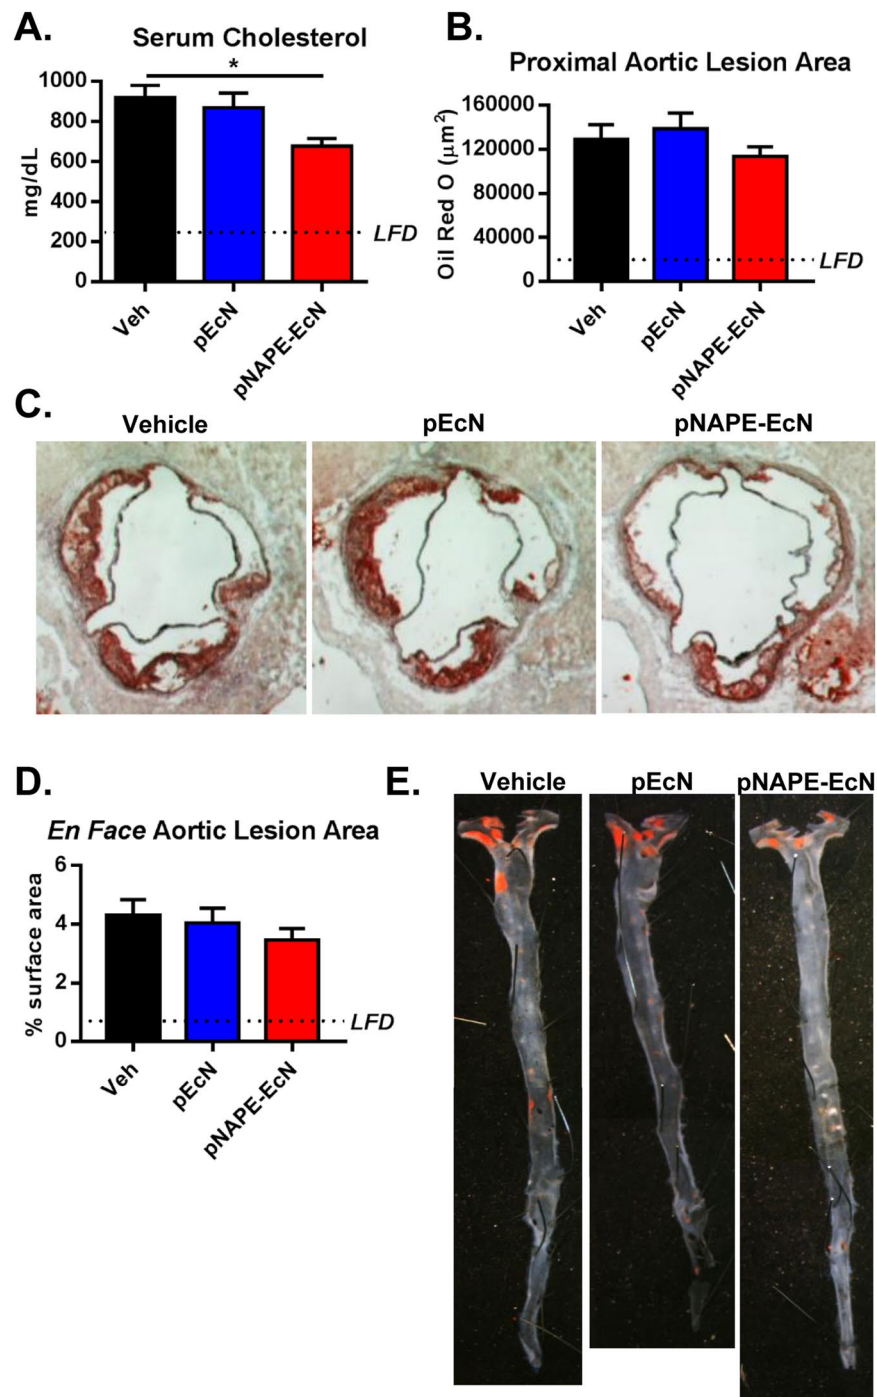 A.
Serum Cholesterol
*
1000
800
600
400
200
0
mg/dL
LFD
Veh
pEcN
pNAPE-EcN
B.
Proximal Aortic Lesion Area
160000
120000
80000
40000
0
Oil Red O (μm²)
LFD
Veh
pEcN
pNAPE-EcN
C.
Vehicle
pEcN
pNAPE-EcN
D.
En Face Aortic Lesion Area
6
4
2
0
% surface area
LFD
Veh
pEcN
pNAPE-EcN
E.
Vehicle
pEcN
pNAPE-EcN